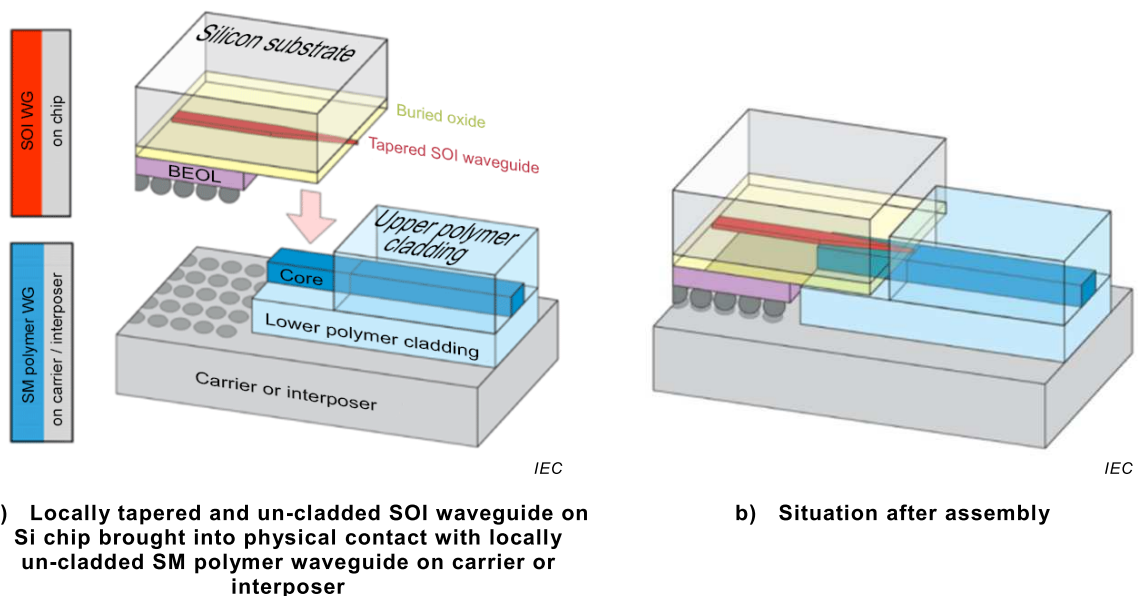 SOI WG
on chip
Silicon substrate
Buried oxide
Tapered SOI waveguide
BEOL
SM polymer WG
on carrier / interposer
Upper polymer
cladding
Core
Lower polymer cladding
Carrier or interposer
IEC
IEC
) Locally tapered and un-cladded SOI waveguide on
Si chip brought into physical contact with locally
un-cladded SM polymer waveguide on carrier or
interposer
b) Situation after assembly